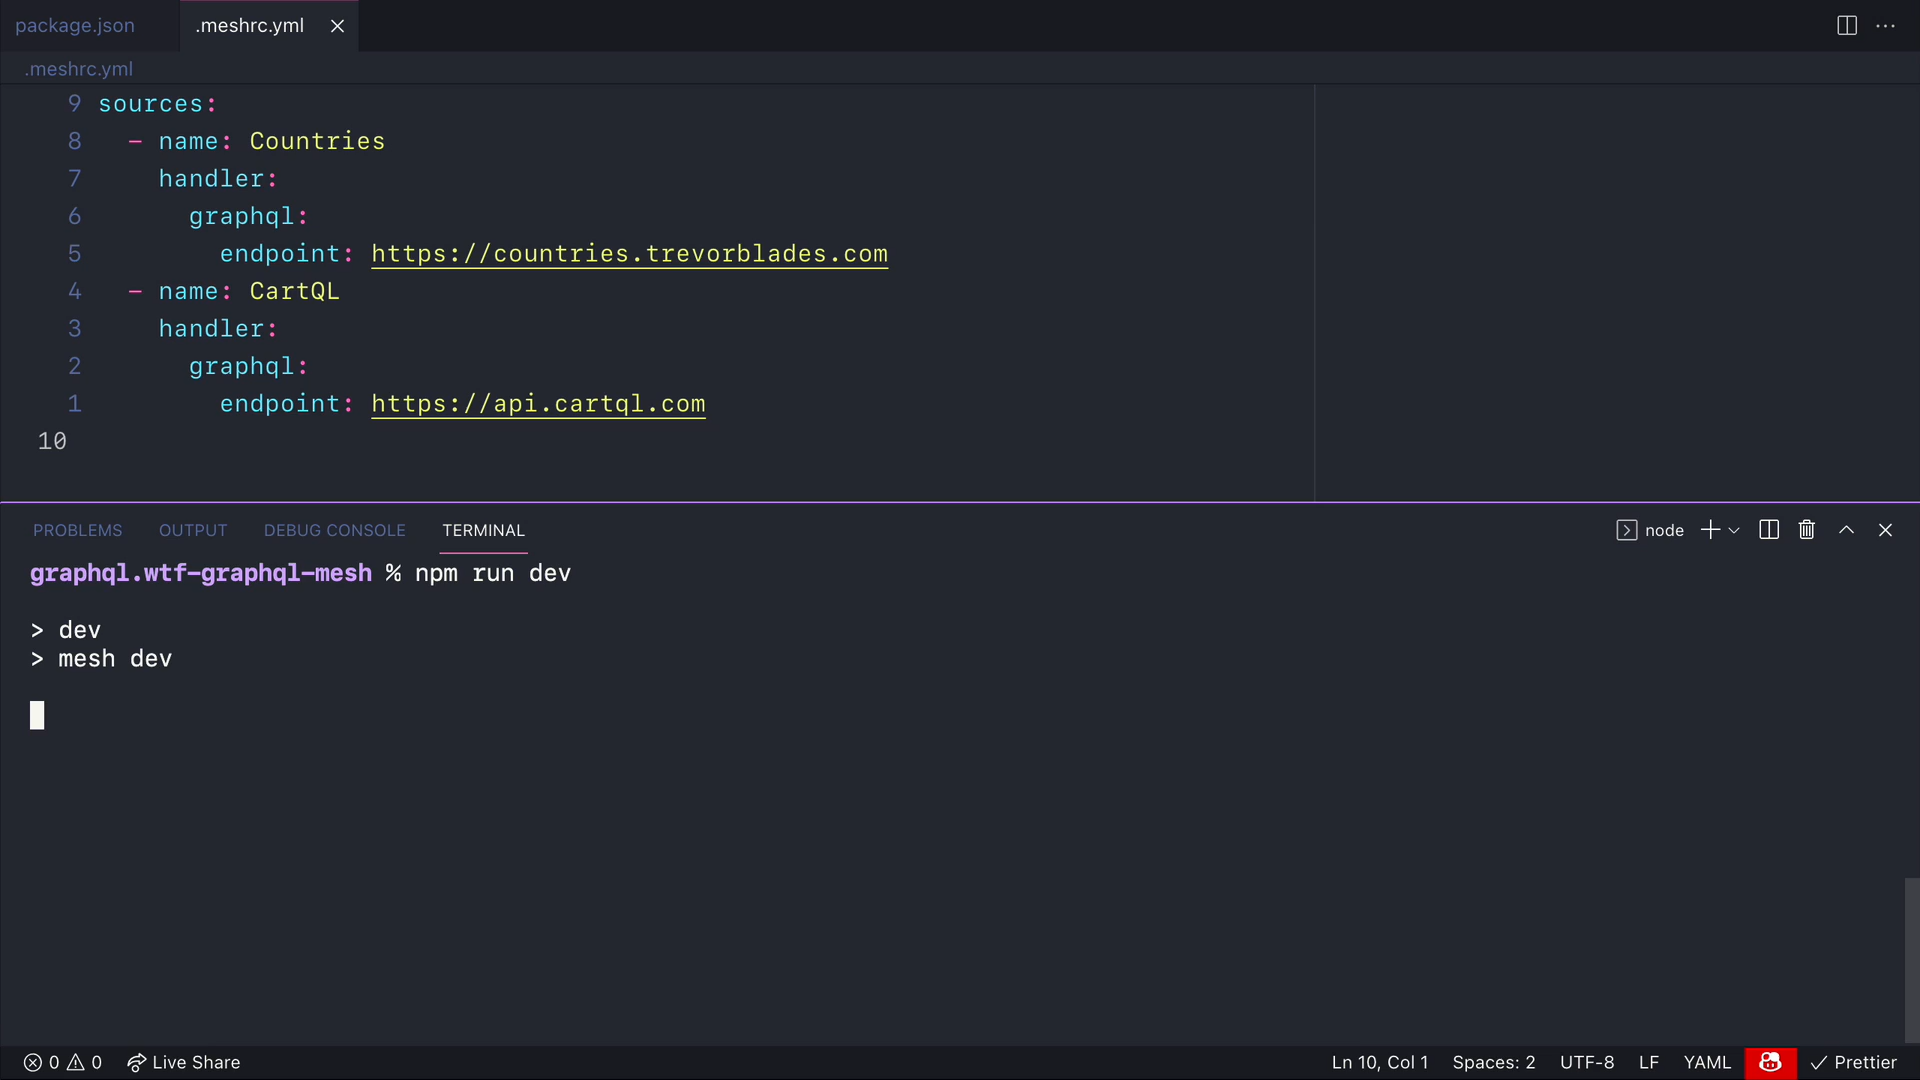 package.json
.meshrc.yml
.meshrc.yml
9 sources:
8 - name: Countries
7 handler:
6 graphql:
5 endpoint: https://countries.trevorblades.com
4 - name: CartQL
3 handler:
2 graphql:
1 endpoint: https://api.cartql.com
10
PROBLEMS OUTPUT DEBUG CONSOLE TERMINAL node
graphql.wtf-graphql-mesh % npm run dev
> dev
> mesh dev
0 0 Live Share Ln 10, Col 1 Spaces: 2 UTF-8 LF YAML Prettier